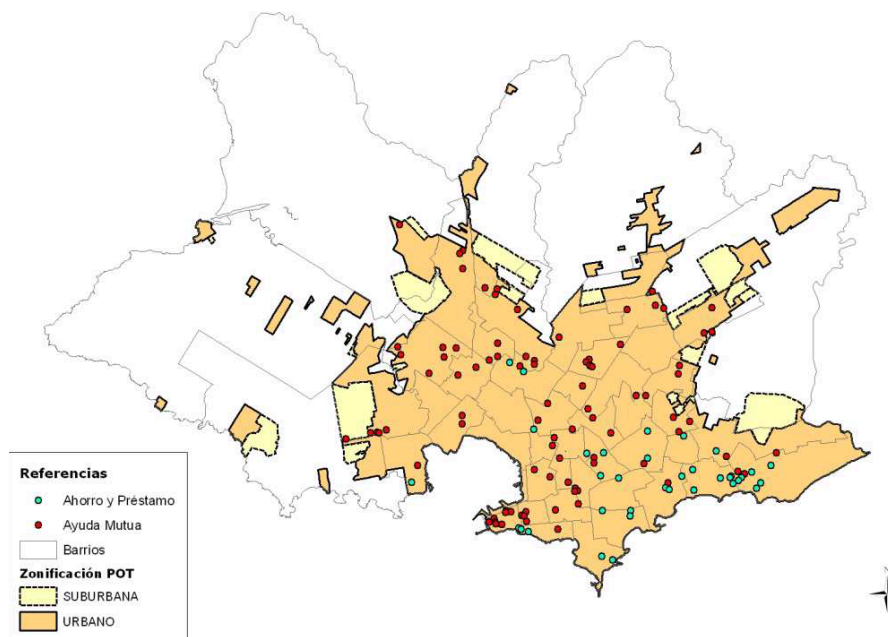 Referencias
Ahorro y Préstamo
Ayuda Mutua
Barrios
Zonificación POT
SUBURBANA
URBANO